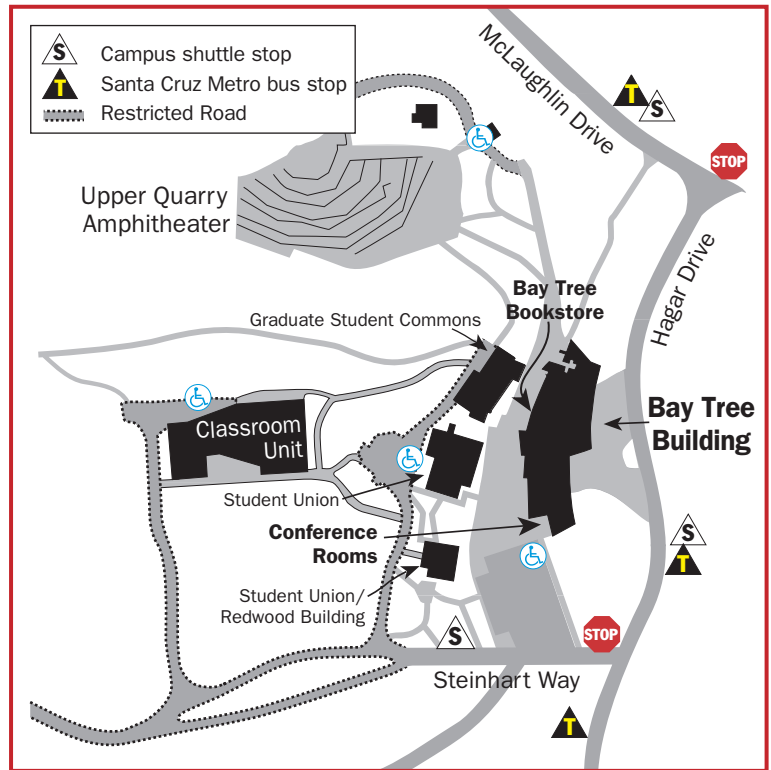 S Campus shuttle stop
T Santa Cruz Metro bus stop
Restricted Road
McLaughlin Drive
T
S
STOP
Upper Quarry
Amphitheater
Hagar Drive
Bay Tree
Bookstore
Graduate Student Commons
Bay Tree
Building
Classroom
Unit
Student Union
Conference
Rooms
S
T
Student Union/
Redwood Building
S
STOP
Steinhart Way
T